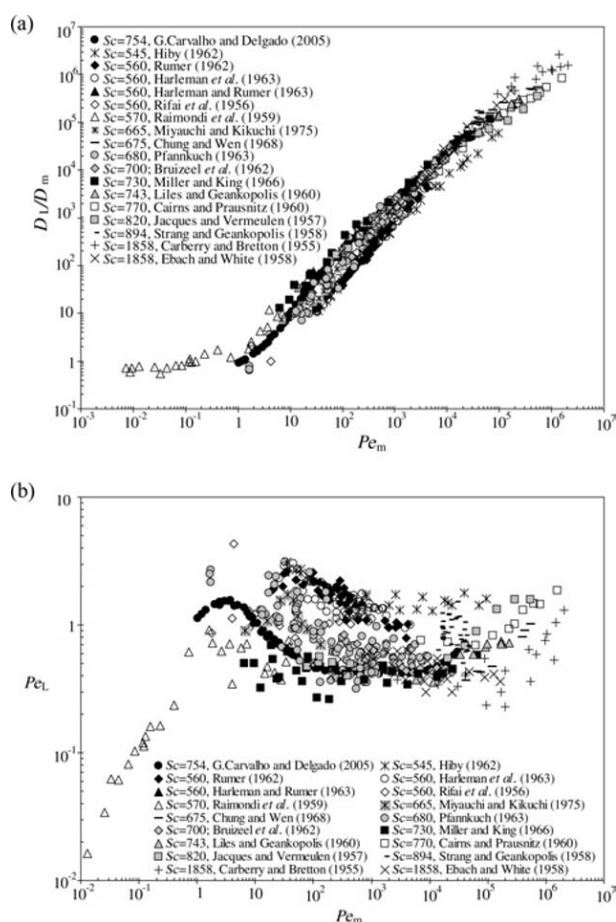 (a)
10^7
10^6
10^5
10^4
10^3
10^2
10
1
10^-1
D_L/D_m
Sc=754, G.Carvalho and Delgado (2005)
Sc=545, Hiby (1962)
Sc=560, Rumer (1962)
Sc=560, Harleman et al. (1963)
Sc=560, Harleman and Rumer (1963)
Sc=560, Rifai et al. (1956)
Sc=570, Raimondi et al. (1959)
Sc=665, Miyauchi and Kikuchi (1975)
Sc=675, Chung and Wen (1968)
Sc=680, Pfannkuch (1963)
Sc=700; Bruizeel et al. (1962)
Sc=730, Miller and King (1966)
Sc=743, Liles and Geankopolis (1960)
Sc=770, Cairns and Prausnitz (1960)
Sc=820, Jacques and Vermeulen (1957)
Sc=894, Strang and Geankopolis (1958)
Sc=1858, Carberry and Bretton (1955)
Sc=1858, Ebach and White (1958)
10^-3 10^-2 10^-1 1 10 10^2 10^3 10^4 10^5 10^6 10^7
Pe_m
(b)
10
1
10^-1
10^-2
Pe_L
Sc=754, G.Carvalho and Delgado (2005) Sc=545, Hiby (1962)
Sc=560, Rumer (1962) Sc=560, Harleman et al. (1963)
Sc=560, Harleman and Rumer (1963) Sc=560, Rifai et al. (1956)
Sc=570, Raimondi et al. (1959) Sc=665, Miyauchi and Kikuchi (1975)
Sc=675, Chung and Wen (1968) Sc=680, Pfannkuch (1963)
Sc=700; Bruizeel et al. (1962) Sc=730, Miller and King (1966)
Sc=743, Liles and Geankopolis (1960) Sc=770, Cairns and Prausnitz (1960)
Sc=820, Jacques and Vermeulen (1957) Sc=894, Strang and Geankopolis (1958)
Sc=1858, Carberry and Bretton (1955) Sc=1858, Ebach and White (1958)
10^-2 10^-1 1 10 10^2 10^3 10^4 10^5 10^6 10^7
Pe_m